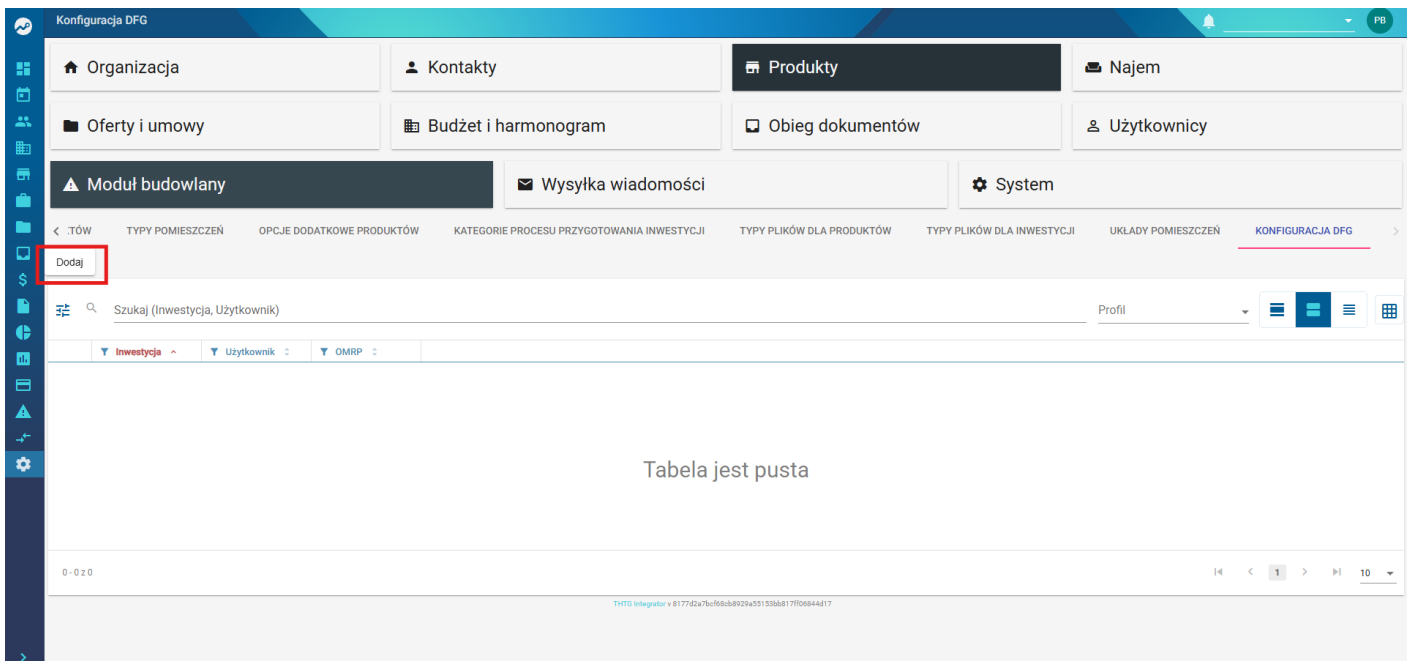 Konfiguracja DFG
PB
Organizacja
Kontakty
Produkty
Najem
Oferty i umowy
Budżet i harmonogram
Obieg dokumentów
Użytkownicy
Moduł budowlany
Wysyłka wiadomości
System
:TÓW TYPY POMIESZCZEŃ OPCJE DODATKOWE PRODUKTÓW KATEGORIE PROCESU PRZYGOTOWANIA INWESTYCJI TYPY PLIKÓW DLA PRODUKTÓW TYPY PLIKÓW DLA INWESTYCJI UKŁADY POMIESZCZEŃ KONFIGURACJA DFG
Dodaj
Szukaj (Inwestycja, Użytkownik)
Profil
Inwestycja Użytkownik OMRP
Tabela jest pusta
0 - 0 z 0
1
10
THTG Integrator v 8177d2a7bcf68cb8929a55153bb817ff06844d17